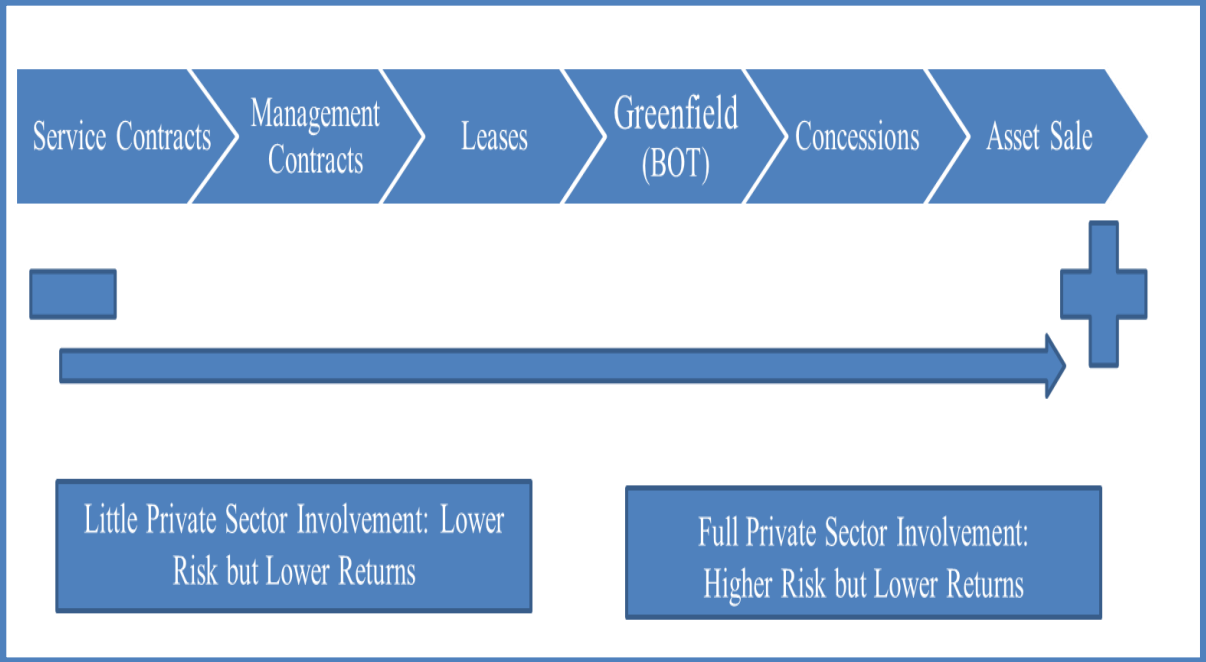 Service Contracts
Management
Contracts
Leases
Greenfield
(BOT)
Concessions
Asset Sale
Little Private Sector Involvement: Lower
Risk but Lower Returns
Full Private Sector Involvement:
Higher Risk but Lower Returns